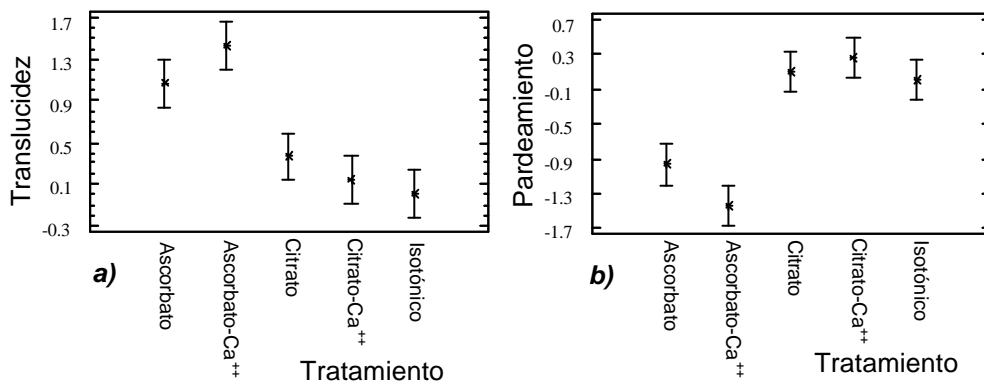 Translucidez
1.7
1.3
0.9
0.5
0.1
-0.3
Ascorbato
Ascorbato-Ca++
Citrato
Citrato-Ca++
Isotónico
a)
Tratamiento
Pardeamiento
0.7
0.3
-0.1
-0.5
-0.9
-1.3
-1.7
Ascorbato
Ascorbato-Ca++
Citrato
Citrato-Ca++
Isotónico
b)
Tratamiento